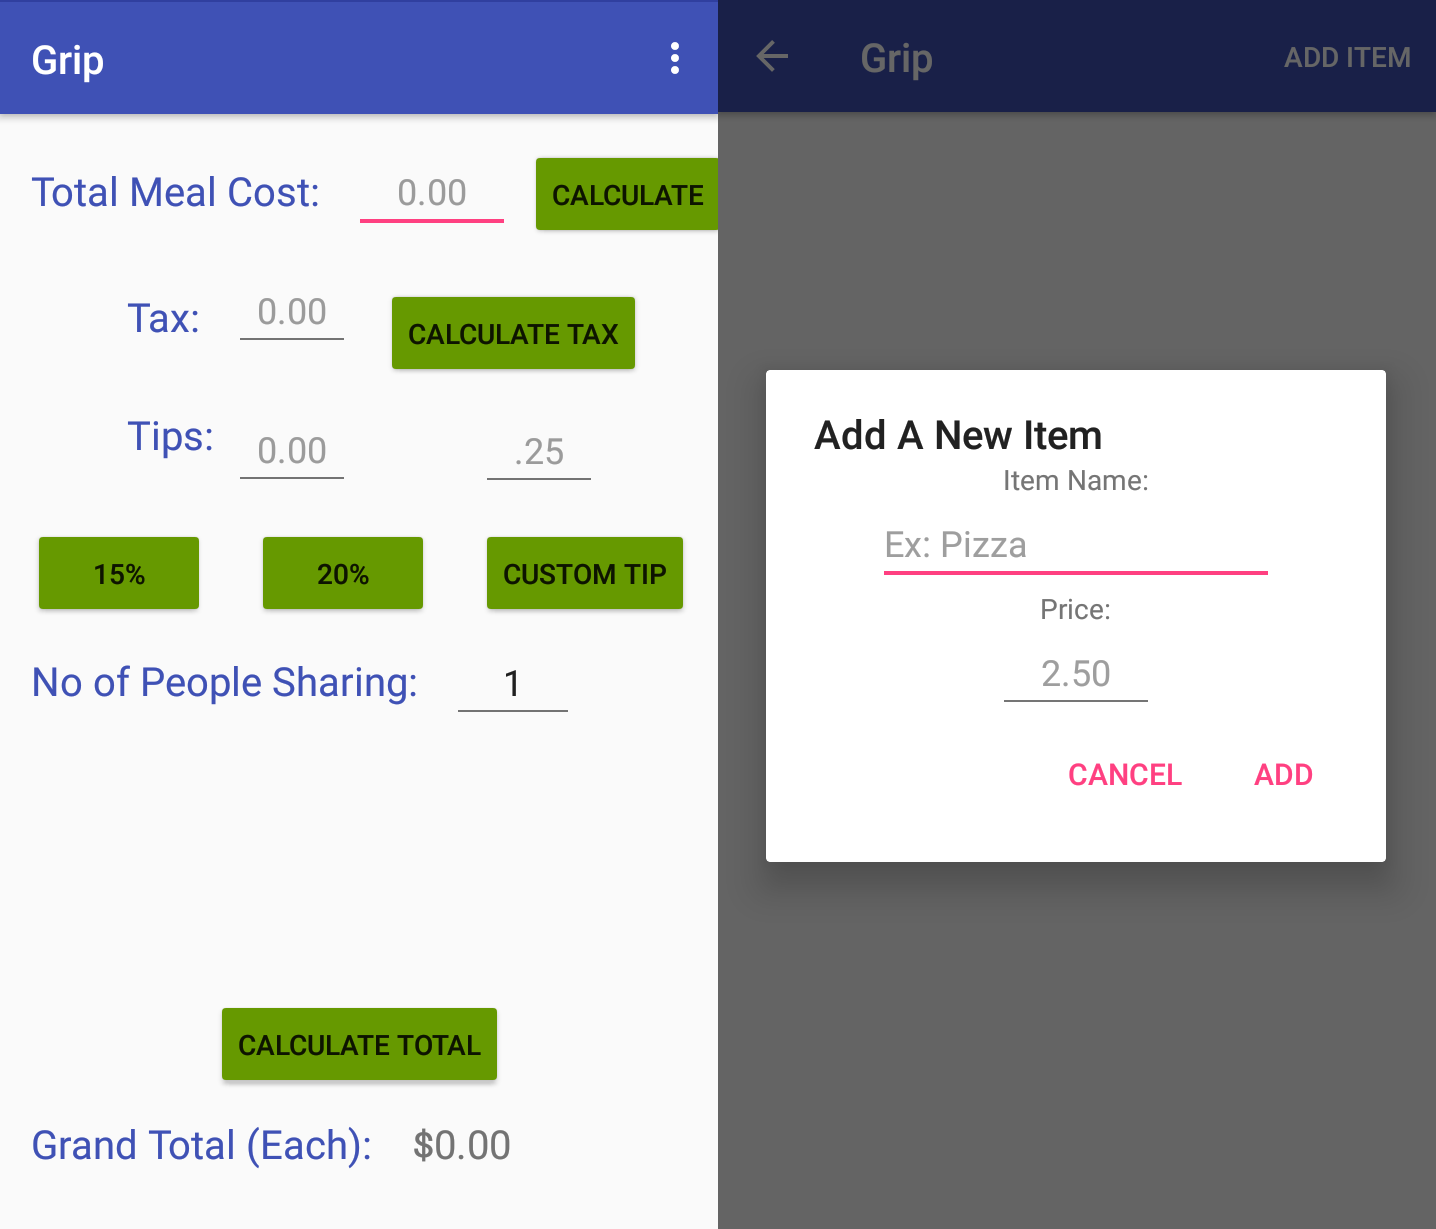 Grip
Total Meal Cost: 0.00 CALCULATE
Tax: 0.00 CALCULATE TAX
Tips: 0.00 .25
15% 20% CUSTOM TIP
No of People Sharing: 1
CALCULATE TOTAL
Grand Total (Each): $0.00
Grip ADD ITEM
Add A New Item
Item Name:
Ex: Pizza
Price:
2.50
CANCEL ADD